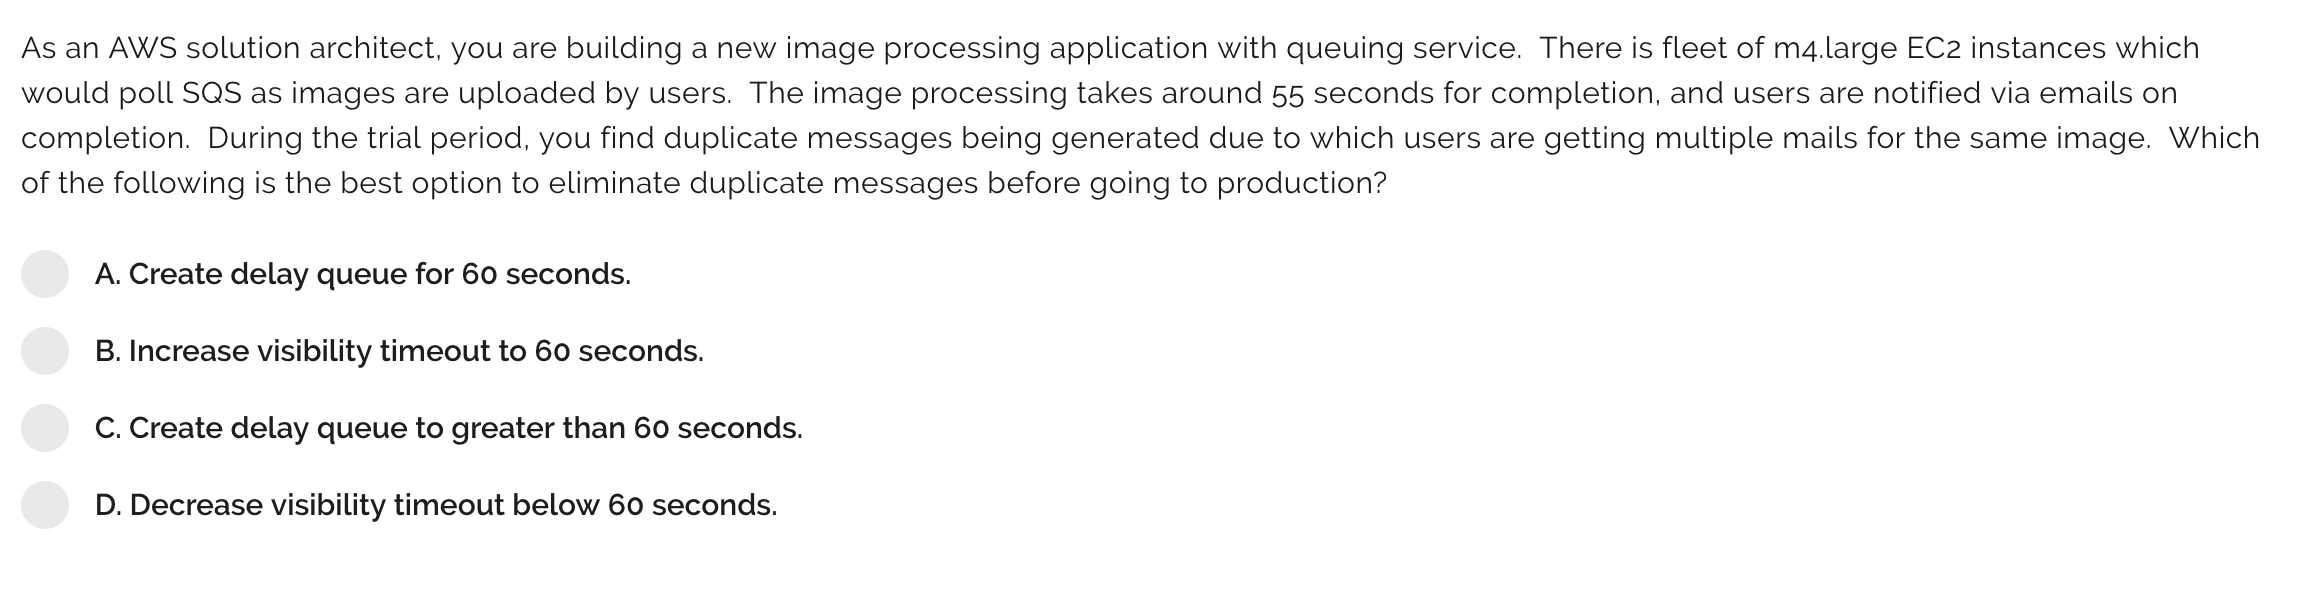 As an AWS solution architect, you are building a new image processing application with queuing service.  There is fleet of m4.large EC2 instances which
would poll SQS as images are uploaded by users.  The image processing takes around 55 seconds for completion, and users are notified via emails on
completion.  During the trial period, you find duplicate messages being generated due to which users are getting multiple mails for the same image.  Which
of the following is the best option to eliminate duplicate messages before going to production?
A. Create delay queue for 60 seconds.
B. Increase visibility timeout to 60 seconds.
C. Create delay queue to greater than 60 seconds.
D. Decrease visibility timeout below 60 seconds.